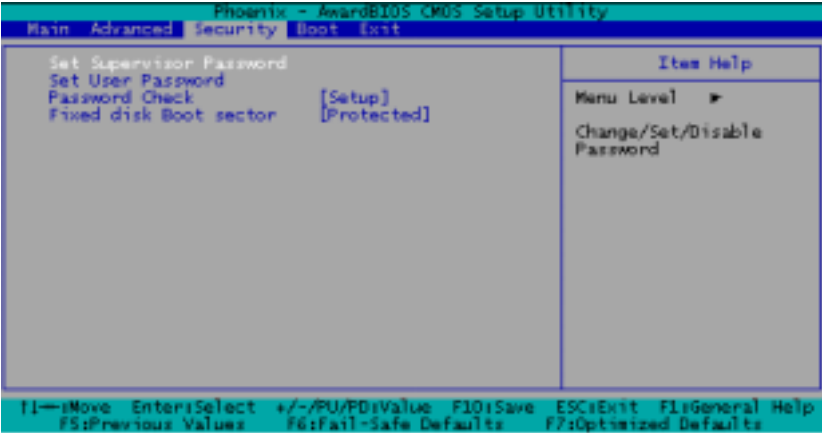 Phoenix - AwardBIOS CMOS Setup Utility
Main Advanced Security Boot Exit
Set Supervisor Password
Set User Password
Password Check [Setup]
Fixed disk Boot sector [Protected]
Item Help
Menu Level ►
Change/Set/Disable
Password
↑↓→←:Move Enter:Select +/-/PU/PD:Value F10:Save ESC:Exit F1:General Help
F5:Previous Values F6:Fail-Safe Defaults F7:Optimized Defaults